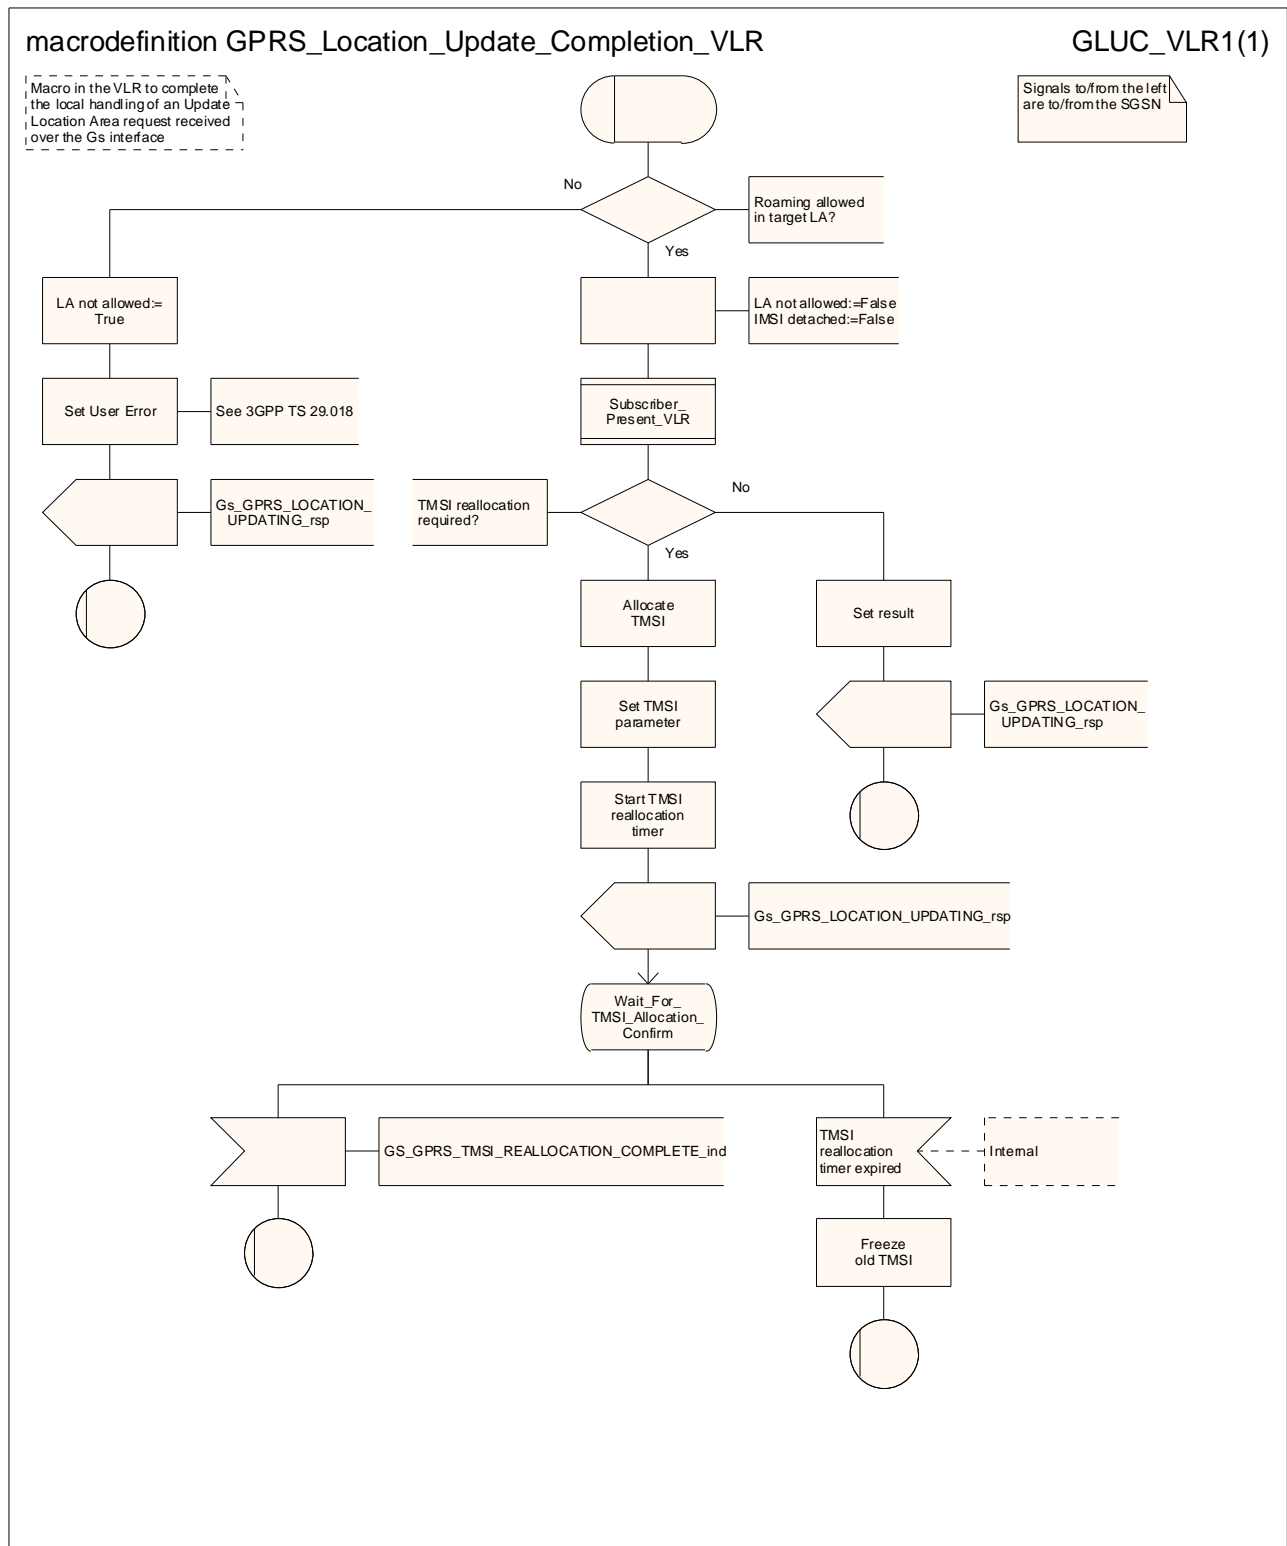 macrodefinition GPRS_Location_Update_Completion_VLR
GLUC_VLR1(1)
Macro in the VLR to complete
the local handling of an Update
Location Area request received
over the Gs interface
Signals to/from the left
are to/from the SGSN
No
Roaming allowed
in target LA?
Yes
LA not allowed:=
True
LA not allowed:=False
IMSI detached:=False
Set User Error
See 3GPP TS 29.018
Subscriber_
Present_VLR
Gs_GPRS_LOCATION_
UPDATING_rsp
TMSI reallocation
required?
No
Yes
Allocate
TMSI
Set result
Set TMSI
parameter
Gs_GPRS_LOCATION_
UPDATING_rsp
Start TMSI
reallocation
timer
Gs_GPRS_LOCATION_UPDATING_rsp
Wait_For_
TMSI_Allocation_
Confirm
GS_GPRS_TMSI_REALLOCATION_COMPLETE_ind
TMSI
reallocation
timer expired
Internal
Freeze
old TMSI